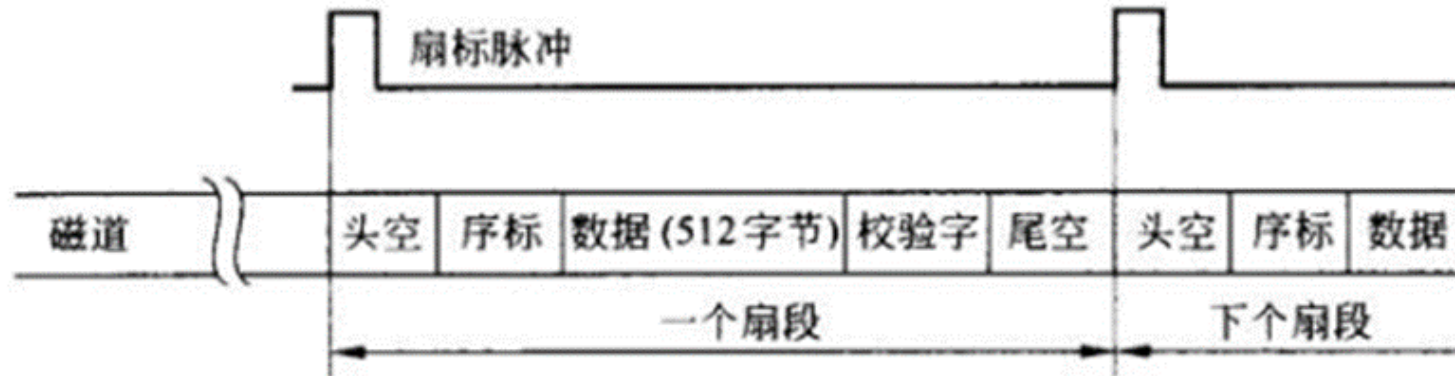 扇标脉冲
磁道 头空 序标 数据(512字节) 校验字 尾空 头空 序标 数据
一个扇段 下个扇段